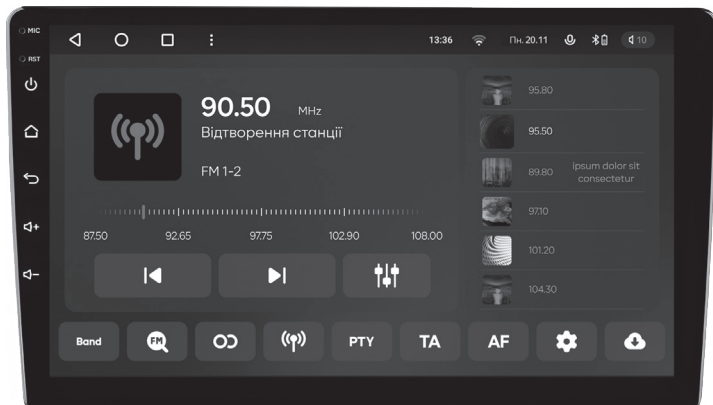 MIC
RST
13:36
Пн. 20.11
10
90.50 MHz
Відтворення станції
FM 1-2
87.50 92.65 97.75 102.90 108.00
95.80
95.50
89.80
ipsum dolor sit
consectetur
97.10
101.20
104.30
Band
FM
PTY
TA
AF